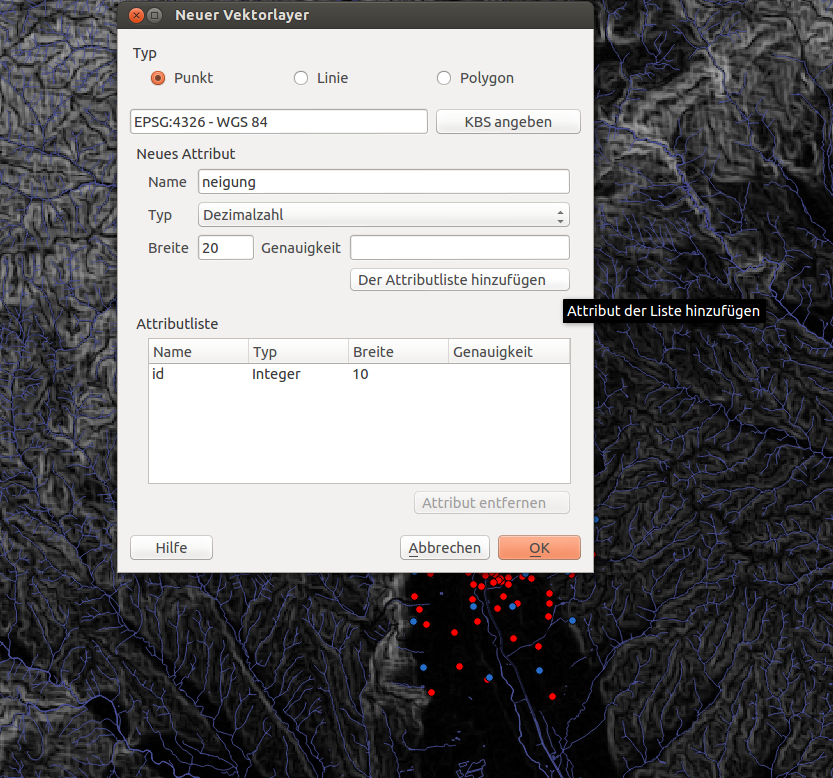 Neuer Vektorlayer
Typ
Punkt Linie Polygon
EPSG:4326 - WGS 84 KBS angeben
Neues Attribut
Name neigung
Typ Dezimalzahl
Breite 20 Genauigkeit
Der Attributliste hinzufügen
Attribut der Liste hinzufügen
Attributliste
Name Typ Breite Genauigkeit
id Integer 10
Attribut entfernen
Hilfe Abbrechen OK